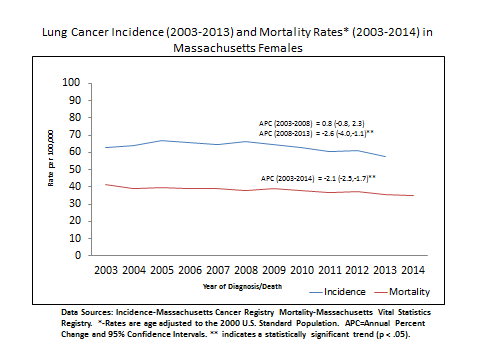 Lung Cancer Incidence (2003-2013) and Mortality Rates* (2003-2014) in
Massachusetts Females
100
90
80
70
60
50
40
30
20
10
0
Rate per 100,000
APC (2003-2008) = 0.8 (-0.8, 2.3)
APC (2008-2013) = -2.6 (-4.0,-1.1)**
APC (2003-2014) = -2.1 (-2.5,-1.7)**
2003 2004 2005 2006 2007 2008 2009 2010 2011 2012 2013 2014
Year of Diagnosis/Death
Incidence Mortality
Data Sources: Incidence-Massachusetts Cancer Registry Mortality-Massachusetts Vital Statistics
Registry. *-Rates are age adjusted to the 2000 U.S. Standard Population. APC=Annual Percent
Change and 95% Confidence Intervals. ** indicates a statistically significant trend (p < .05).